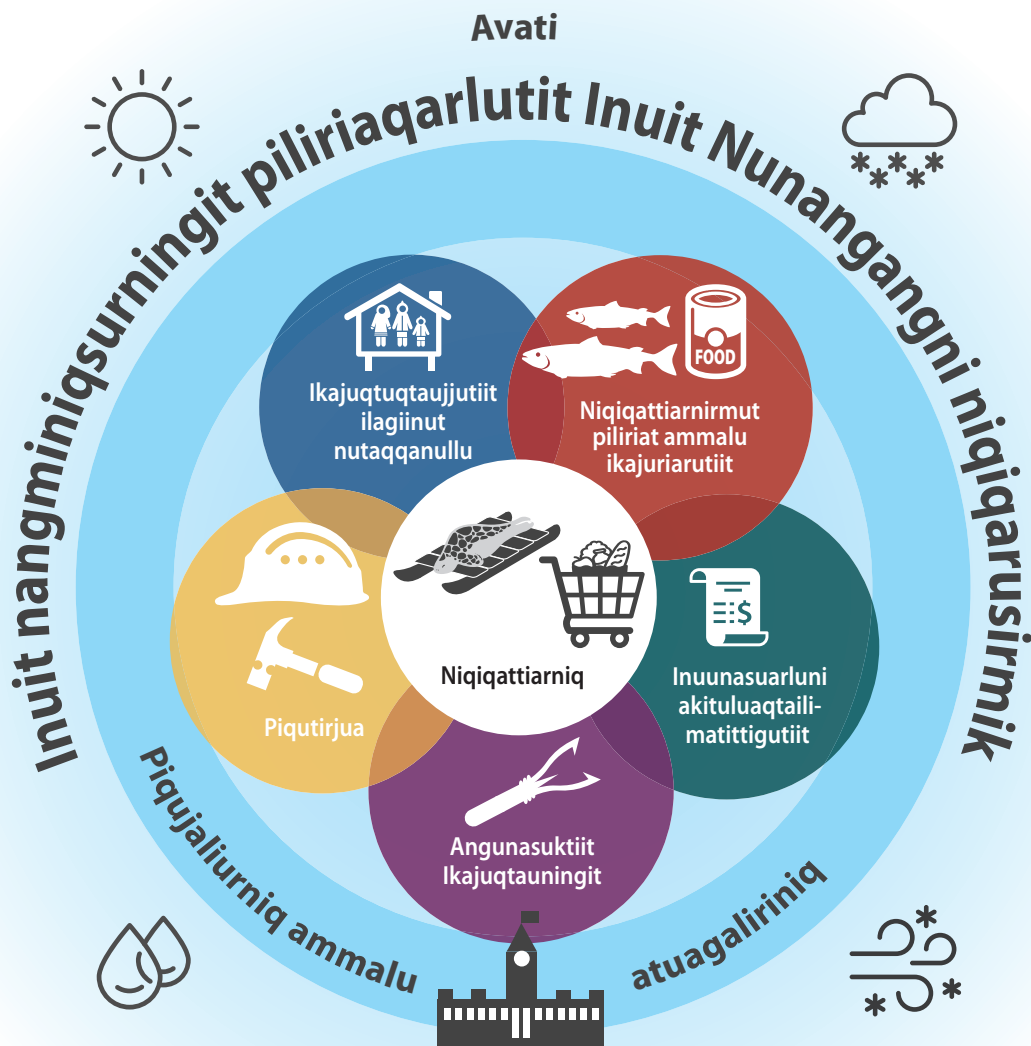 Avati
Inuit nangminiqsurningit piliriaqarlutit Inuit Nunangangni niqiqarusirmik
Ikajuqtuqtaujjutiit
ilagiinut
nutaqqanullu
FOOD
Niqiqattiarnirmut
piliriat ammalu
ikajuriarutiit
Niqiqattiarniq
Piqutirjua
$
Inuunasuarluni
akituluaqtaili-
matittigutiit
Angunasuktiit
Ikajuqtauningit
Piqujaliurniq ammalu
atuagaliriniq